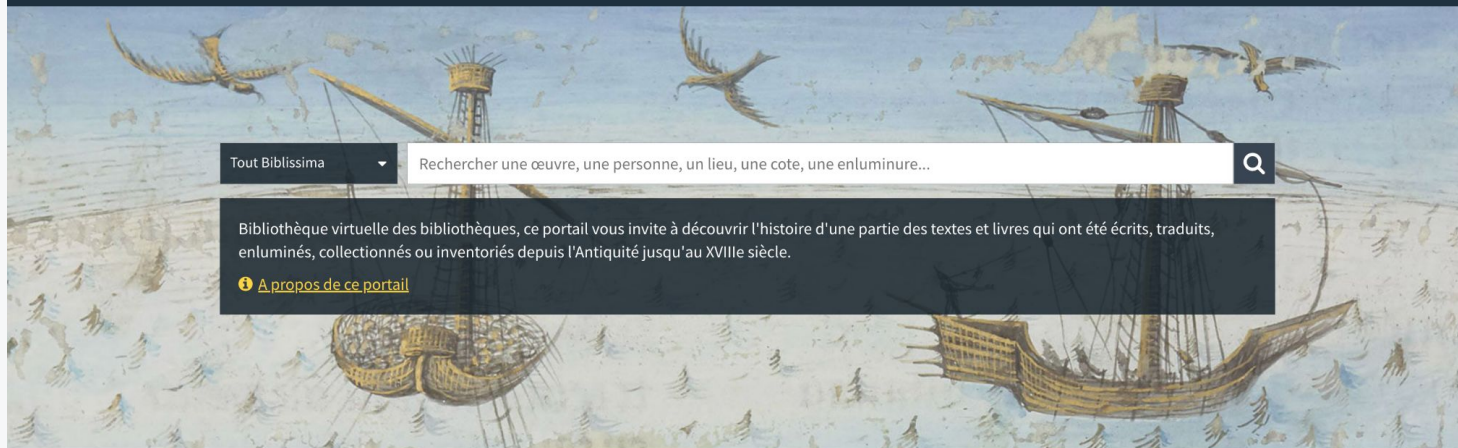 Tout Biblissima
Rechercher une œuvre, une personne, un lieu, une cote, une enluminure...
Bibliothèque virtuelle des bibliothèques, ce portail vous invite à découvrir l'histoire d'une partie des textes et livres qui ont été écrits, traduits,
enluminés, collectionnés ou inventoriés depuis l'Antiquité jusqu'au XVIIIe siècle.
A propos de ce portail